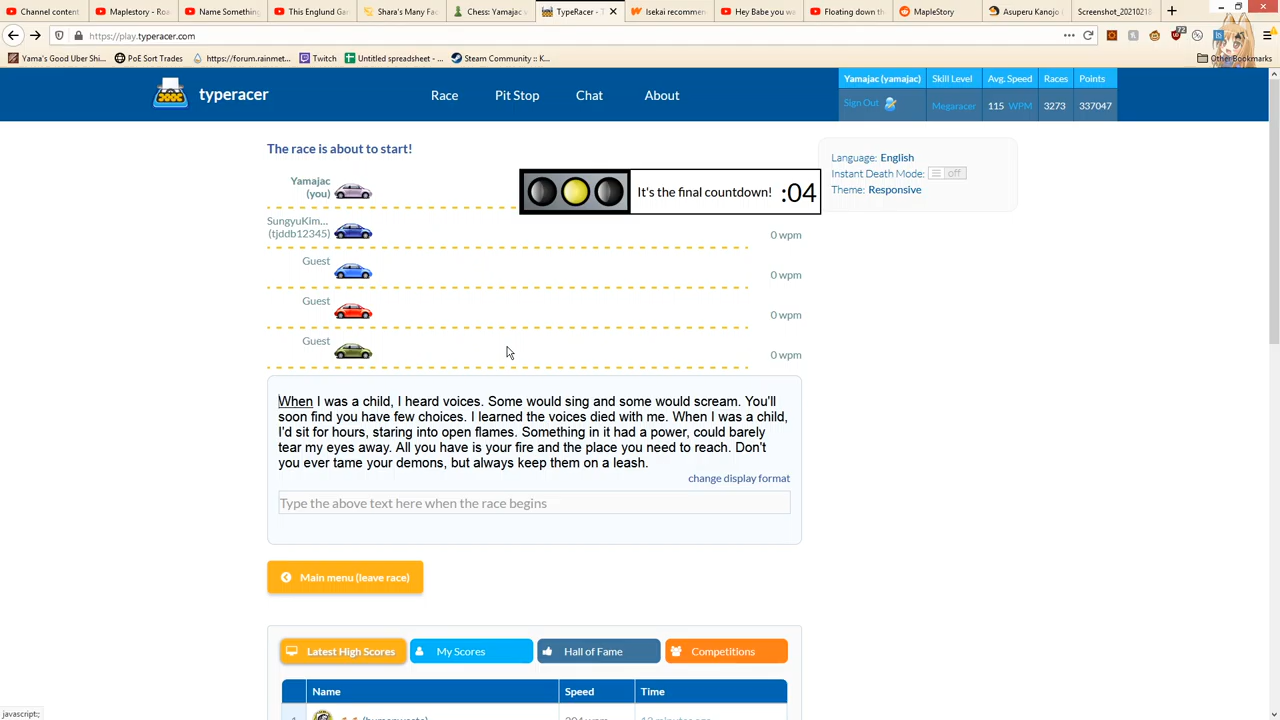 Channel content
Maplestory - Roa
Name Something
This Englund Gar
Shara's Many Fac
Chess: Yamajac v
TypeRacer - T
Isekai recommen
Hey Babe you wa
Floating down th
MapleStory
Asuperu Kanojo
Screenshot_20210218
https://play.typeracer.com
Yama's Good Uber Shi...
PoE Sort Trades
https://forum.rainmet...
Twitch
Untitled spreadsheet - ...
Steam Community :: K...
Other Bookmarks
typeracer
Race
Pit Stop
Chat
About
Yamajac (yamajac) Skill Level Avg. Speed Races Points
Sign Out Megaracer 115 WPM 3273 337047
The race is about to start!
It's the final countdown! :04
Language: English
Instant Death Mode: off
Theme: Responsive
Yamajac
(you)
SungyuKim...
(tjddb12345)
0 wpm
Guest
0 wpm
Guest
0 wpm
Guest
0 wpm
When I was a child, I heard voices. Some would sing and some would scream. You'll
soon find you have few choices. I learned the voices died with me. When I was a child,
I'd sit for hours, staring into open flames. Something in it had a power, could barely
tear my eyes away. All you have is your fire and the place you need to reach. Don't
you ever tame your demons, but always keep them on a leash.
change display format
Type the above text here when the race begins
Main menu (leave race)
Latest High Scores
My Scores
Hall of Fame
Competitions
Name Speed Time
javascript:;